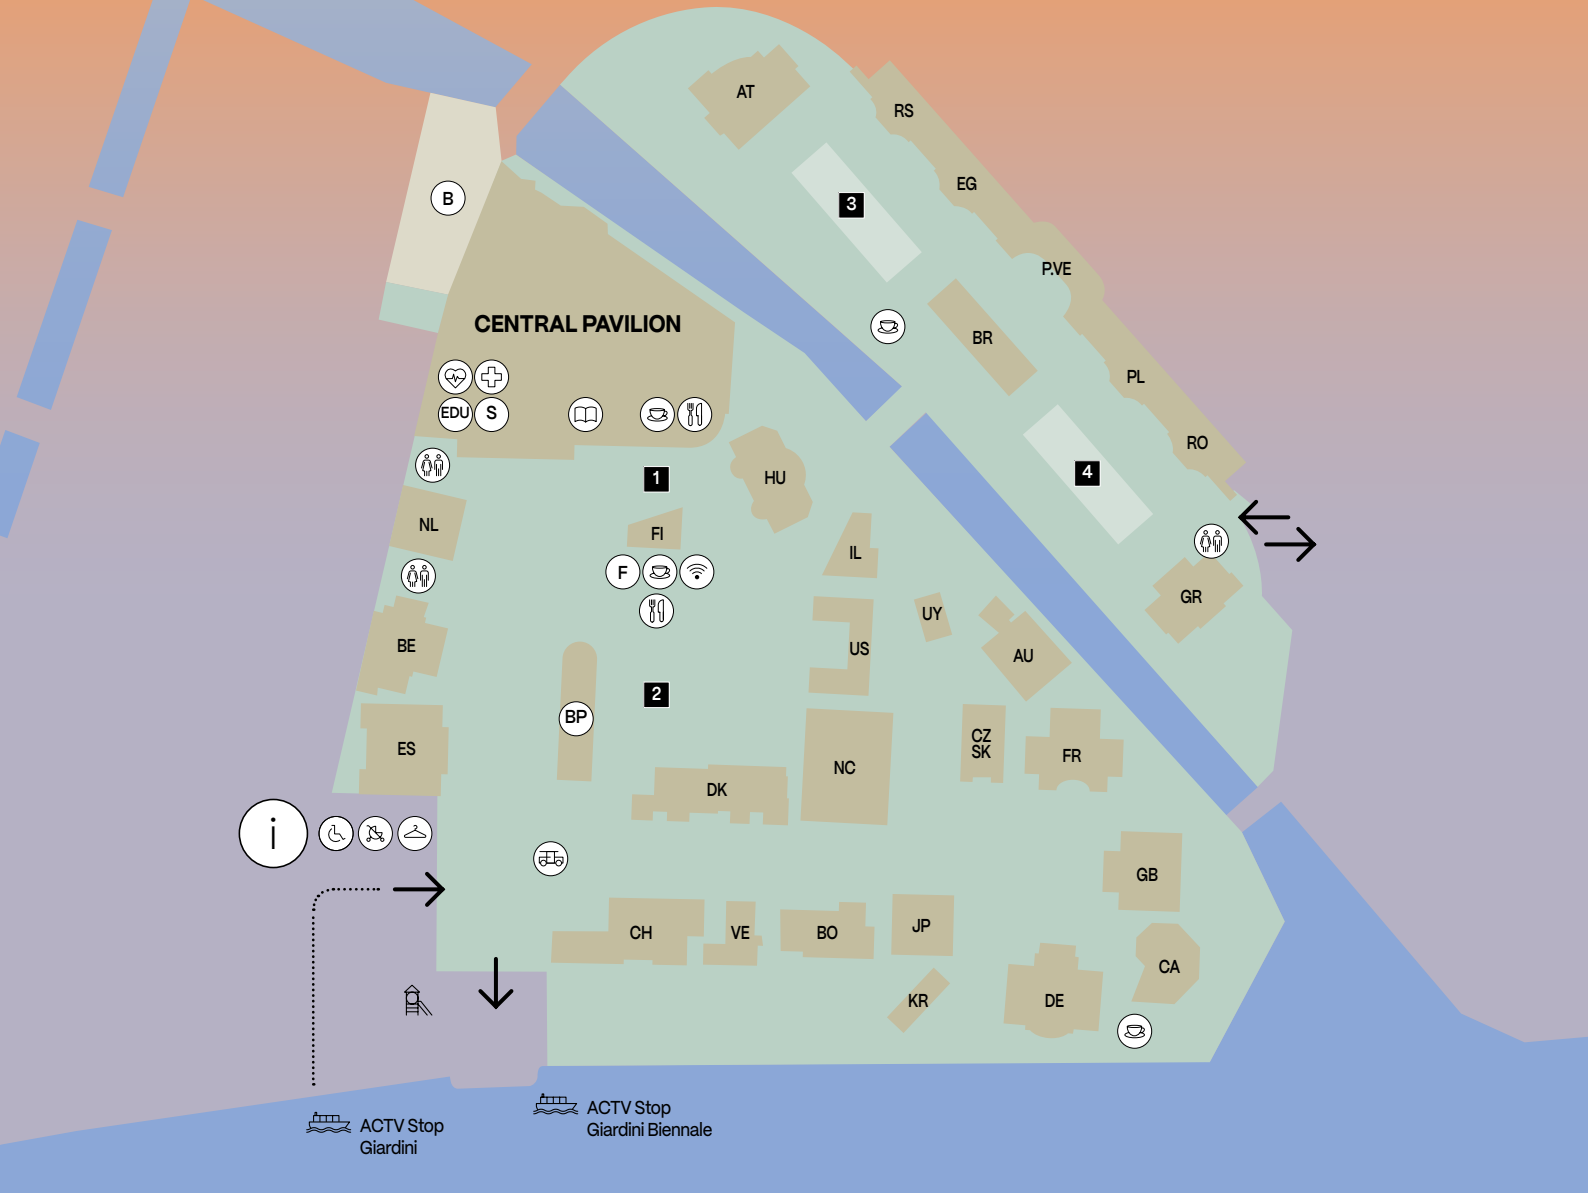 AT
RS
EG
B
3
P.VE
CENTRAL PAVILION
BR
PL
EDU
S
RO
1
HU
4
NL
FI
IL
F
GR
UY
BE
US
AU
2
BP
ES
CZ
SK
FR
NC
DK
i
GB
CH
VE
BO
JP
CA
KR
DE
ACTV Stop
Giardini Biennale
ACTV Stop
Giardini